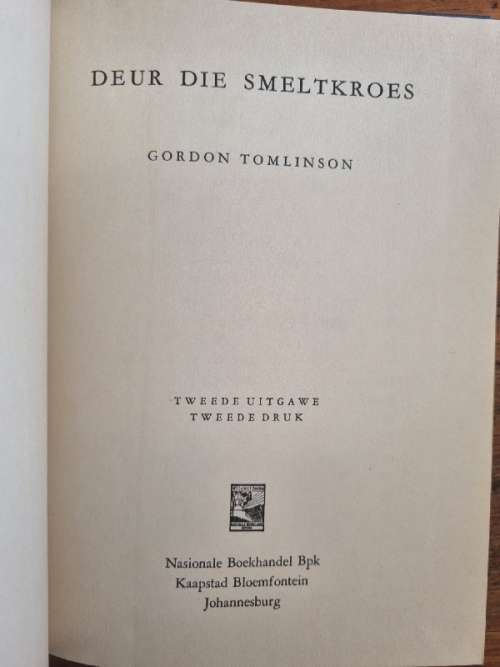 DEUR DIE SMELTKROES
GORDON TOMLINSON
TWEEDE UITGAWE
TWEEDE DRUK
Nasionale Boekhandel Bpk
Kaapstad Bloemfontein
Johannesburg